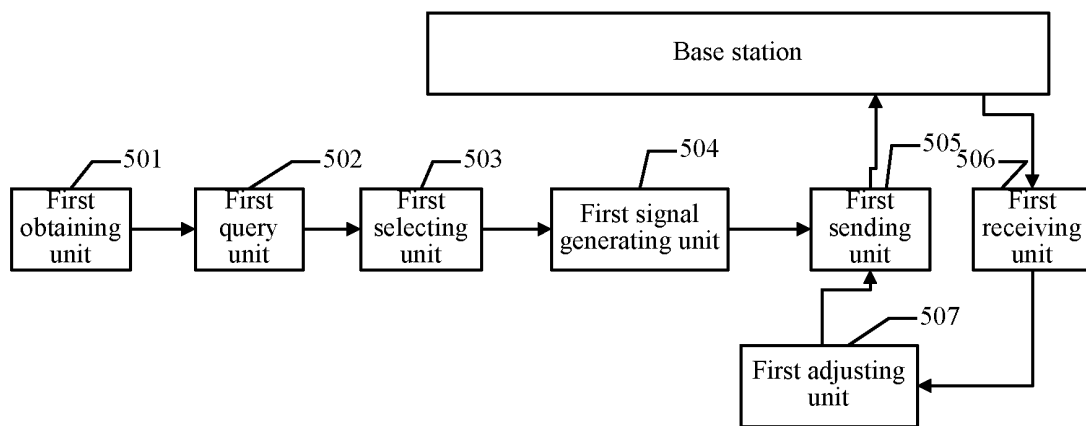 Base station
501
502
503
504
505
506
First
obtaining
unit
First
query
unit
First
selecting
unit
First signal
generating unit
First
sending
unit
First
receiving
unit
507
First adjusting
unit